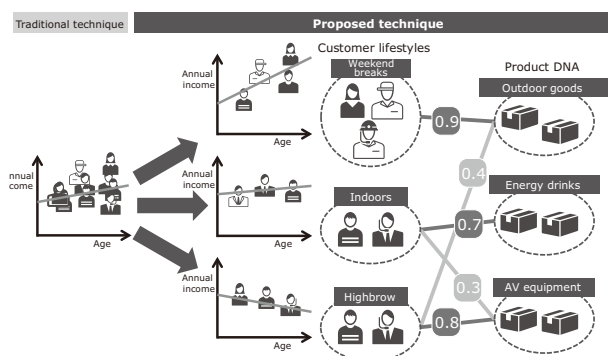 Traditional technique
Proposed technique
Customer lifestyles
Product DNA
Annual
income
Age
Weekend
breaks
0.9
Outdoor goods
0.4
nnual
come
Age
Annual
income
Age
Indoors
0.7
Energy drinks
0.3
Annual
income
Age
Highbrow
0.8
AV equipment